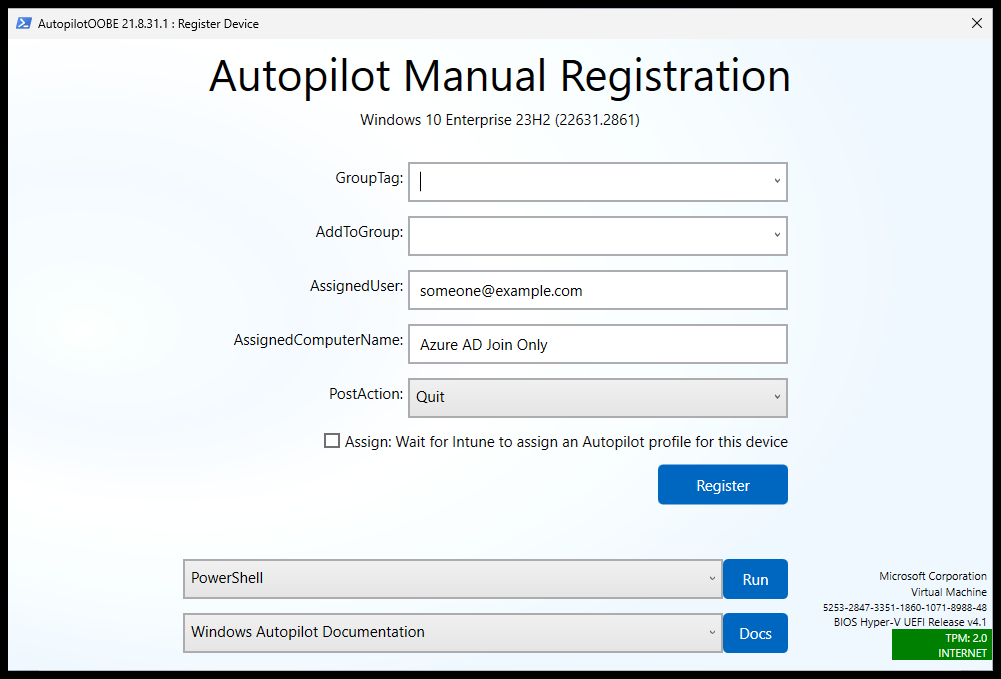 AutopilotOOBE 21.8.31.1 : Register Device
Autopilot Manual Registration
Windows 10 Enterprise 23H2 (22631.2861)
GroupTag:
AddToGroup:
AssignedUser: someone@example.com
AssignedComputerName: Azure AD Join Only
PostAction: Quit
Assign: Wait for Intune to assign an Autopilot profile for this device
Register
PowerShell Run
Windows Autopilot Documentation Docs
Microsoft Corporation
Virtual Machine
5253-2847-3351-1860-1071-8988-48
BIOS Hyper-V UEFI Release v4.1
TPM: 2.0
INTERNET